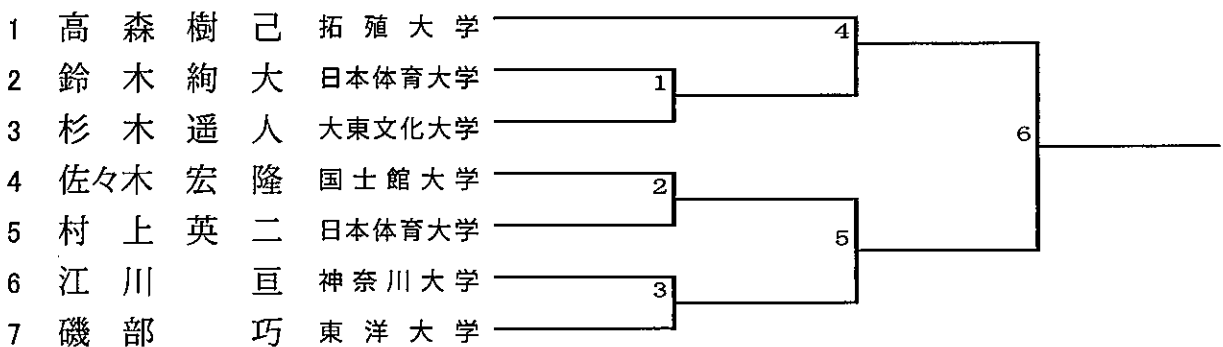 1 高森樹己 拓殖大学 4
2 鈴木絢大 日本体育大学 1
3 杉木遥人 大東文化大学
6
4 佐々木宏隆 国士館大学 2
5 村上英二 日本体育大学 5
6 江川亘 神奈川大学 3
7 磯部巧 東洋大学